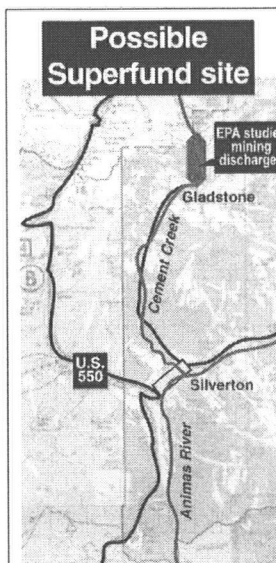 Possible
Superfund site
EPA studies
mining
discharge
Gladstone
Cement Creek
U.S.
550
Silverton
Animas River